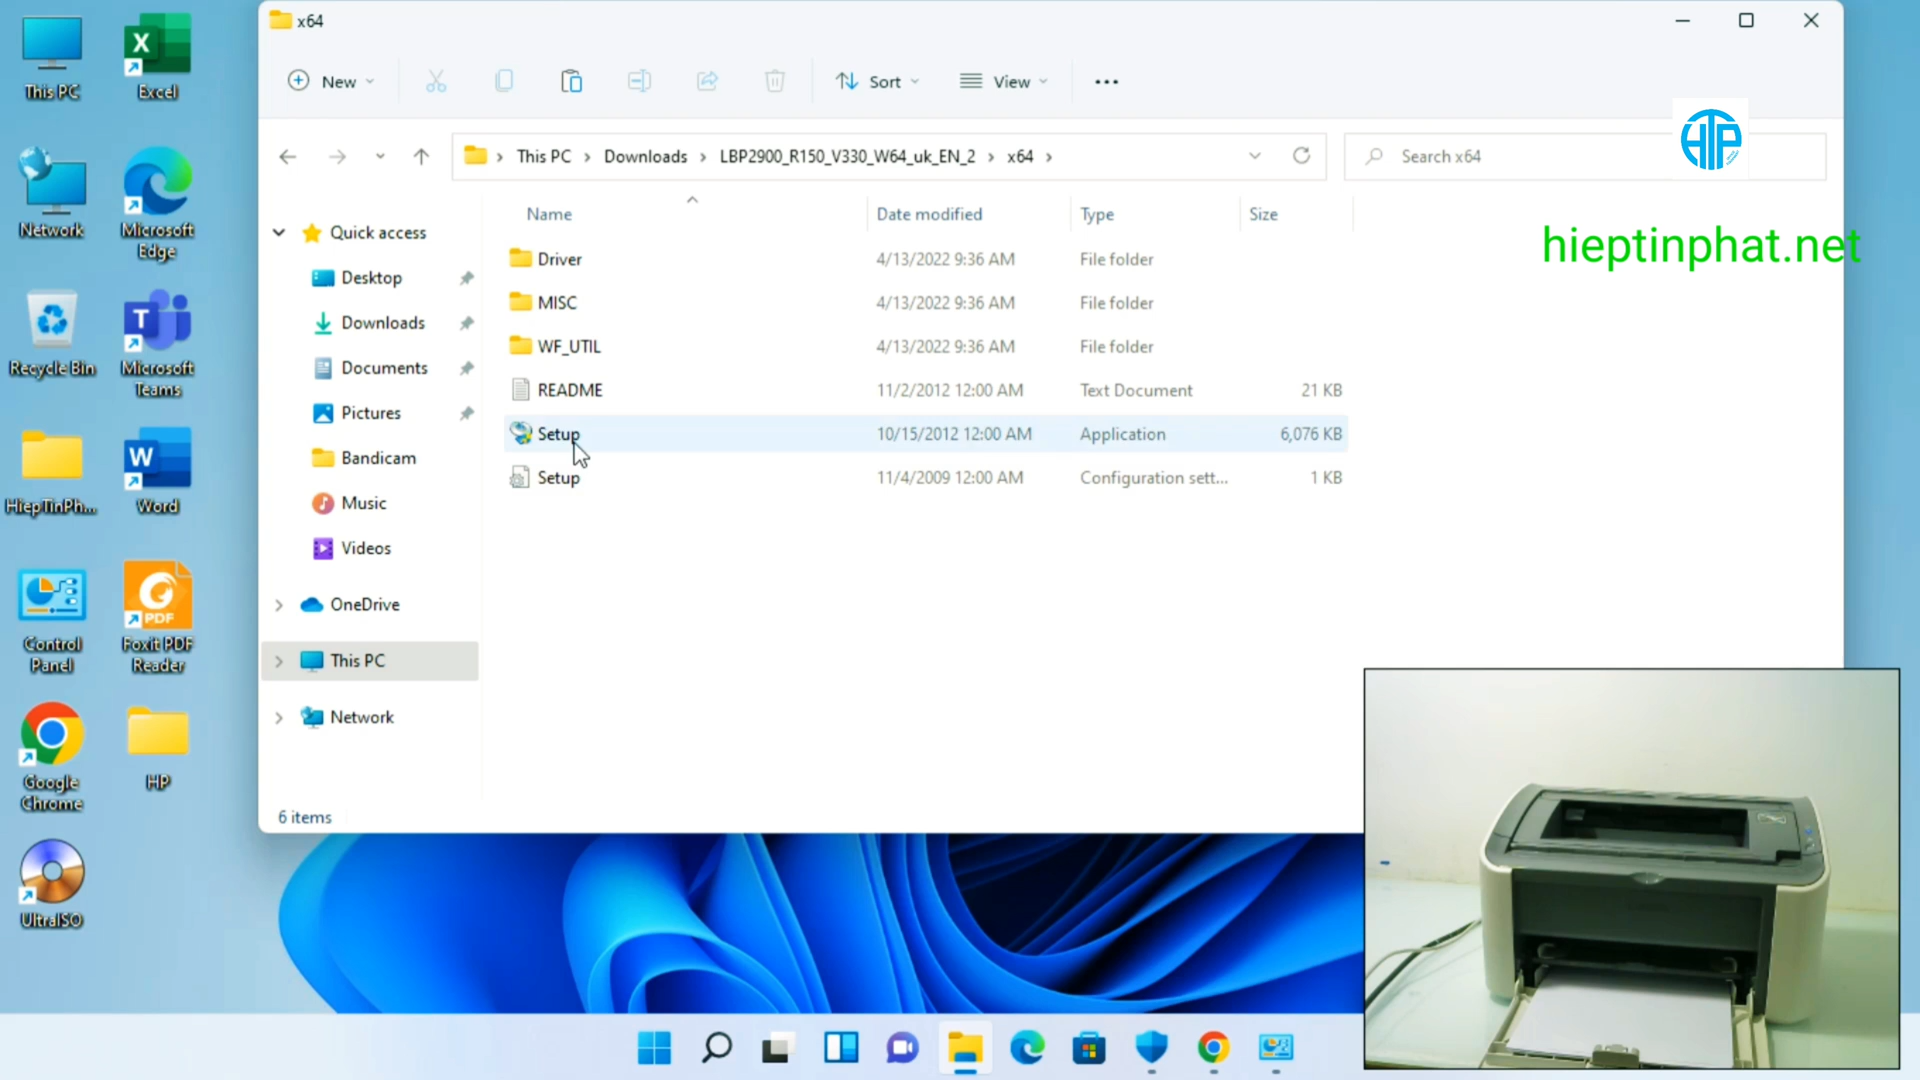 x64
New
Sort
View
This PC > Downloads > LBP2900_R150_V330_W64_uk_EN_2 > x64 >
Search x64
HTP
hieptinphat.net
Name Date modified Type Size
Driver 4/13/2022 9:36 AM File folder
MISC 4/13/2022 9:36 AM File folder
WF_UTIL 4/13/2022 9:36 AM File folder
README 11/2/2012 12:00 AM Text Document 21 KB
Setup 10/15/2012 12:00 AM Application 6,076 KB
Setup 11/4/2009 12:00 AM Configuration sett... 1 KB
Quick access
Desktop
Downloads
Documents
Pictures
Bandicam
Music
Videos
OneDrive
This PC
Network
6 items
This PC
Excel
Network
Microsoft
Edge
Recycle Bin
Microsoft
Teams
HiepTinPh...
Word
Control
Panel
PDF
Foxit PDF
Reader
Google
Chrome
HP
UltraISO